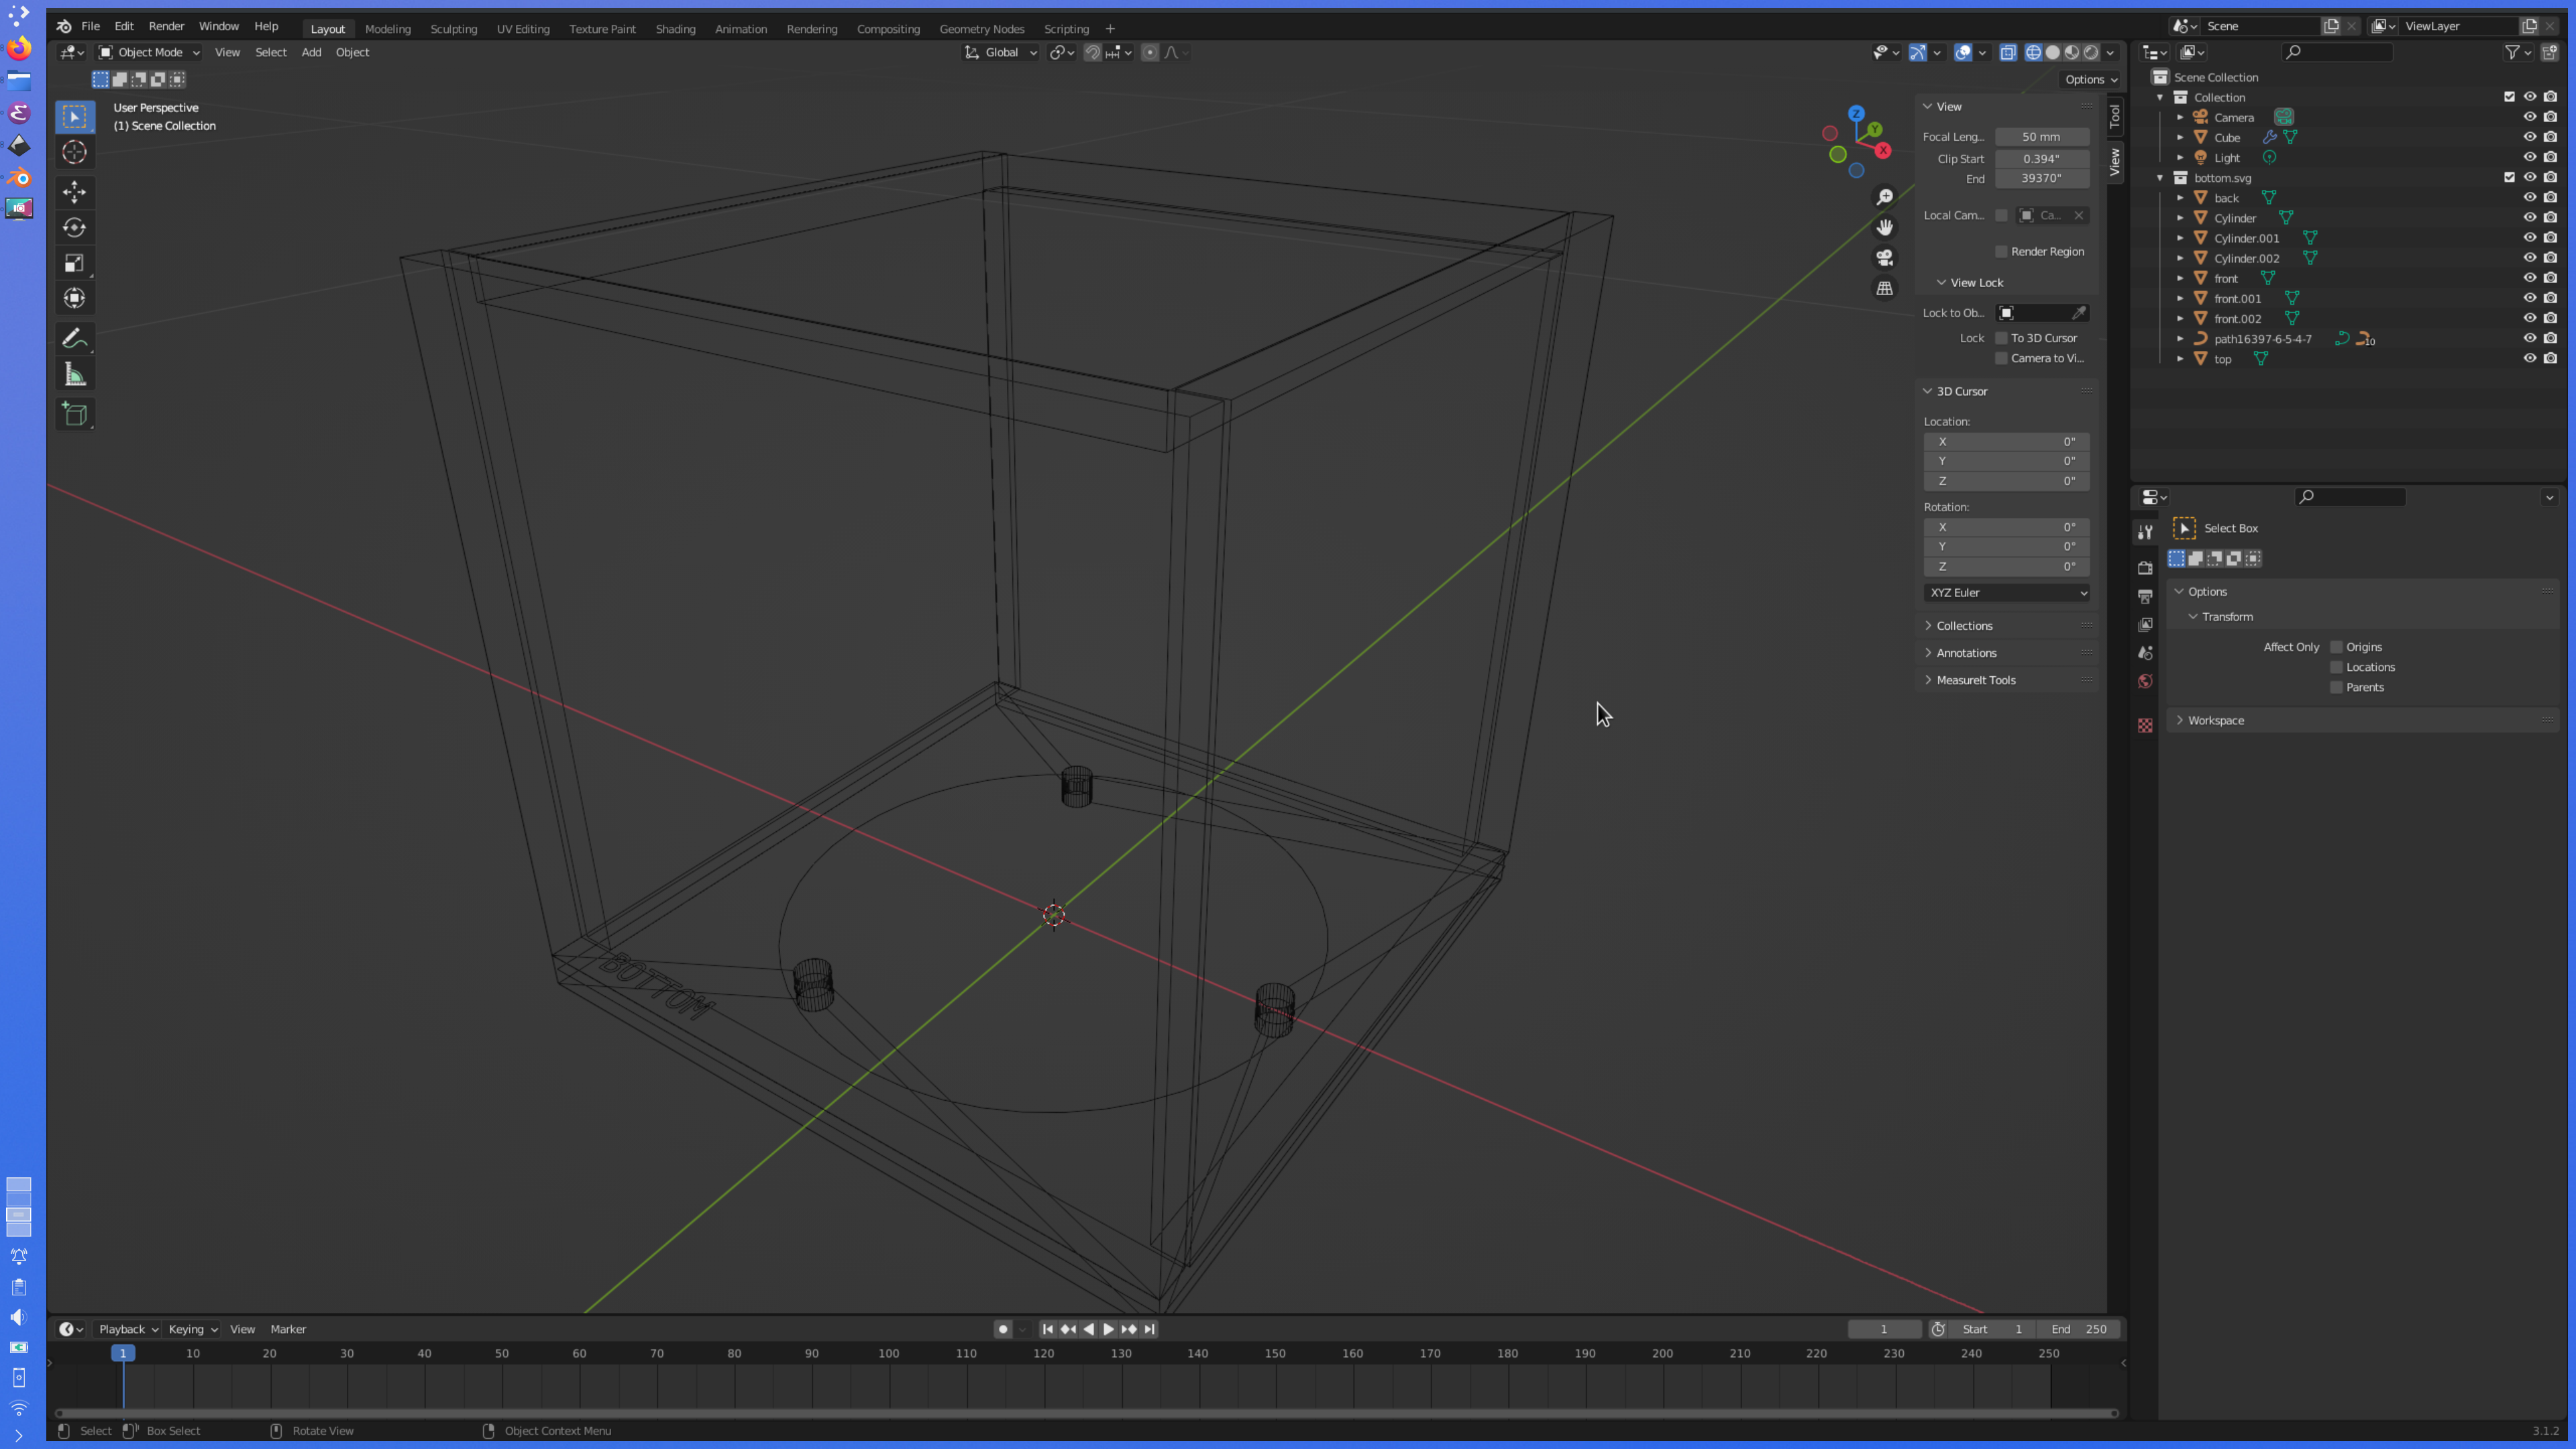 File Edit Render Window Help Layout Modeling Sculpting UV Editing Texture Paint Shading Animation Rendering Compositing Geometry Nodes Scripting + Scene ViewLayer
Object Mode View Select Add Object Global
Options
User Perspective
(1) Scene Collection
BOTTOM
View
Focal Leng... 50 mm
Clip Start 0.394"
End 39370"
Local Cam... Ca...
Render Region
View Lock
Lock to Ob...
Lock To 3D Cursor
Camera to Vi...
3D Cursor
Location:
X 0"
Y 0"
Z 0"
Rotation:
X 0°
Y 0°
Z 0°
XYZ Euler
Collections
Annotations
MeasureIt Tools
Tool
View
Scene Collection
Collection
Camera
Cube
Light
bottom.svg
back
Cylinder
Cylinder.001
Cylinder.002
front
front.001
front.002
path16397-6-5-4-7 10
top
Select Box
Options
Transform
Affect Only Origins
Locations
Parents
Workspace
Playback Keying View Marker 1 Start 1 End 250
1 10 20 30 40 50 60 70 80 90 100 110 120 130 140 150 160 170 180 190 200 210 220 230 240 250
Select Box Select Rotate View Object Context Menu 3.1.2
X
Y
Z